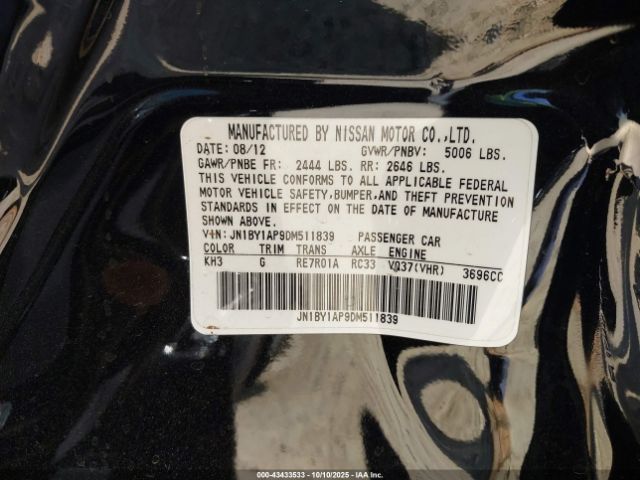 MANUFACTURED BY NISSAN MOTOR CO.,LTD.
DATE: 08/12 GVWR/PNBV: 5006 LBS.
GAWR/PNBE FR: 2444 LBS. RR: 2646 LBS.
THIS VEHICLE CONFORMS TO ALL APPLICABLE FEDERAL
MOTOR VEHICLE SAFETY,BUMPER,AND THEFT PREVENTION
STANDARDS IN EFFECT ON THE DATE OF MANUFACTURE
SHOWN ABOVE.
VIN: JN1BY1AP9DM511839 PASSENGER CAR
COLOR TRIM TRANS AXLE ENGINE
KH3 G RE7R01A RC33 VQ37(VHR) 3696CC
JN1BY1AP9DM511839
000-43433533 - 10/10/2025 - IAAI.COM